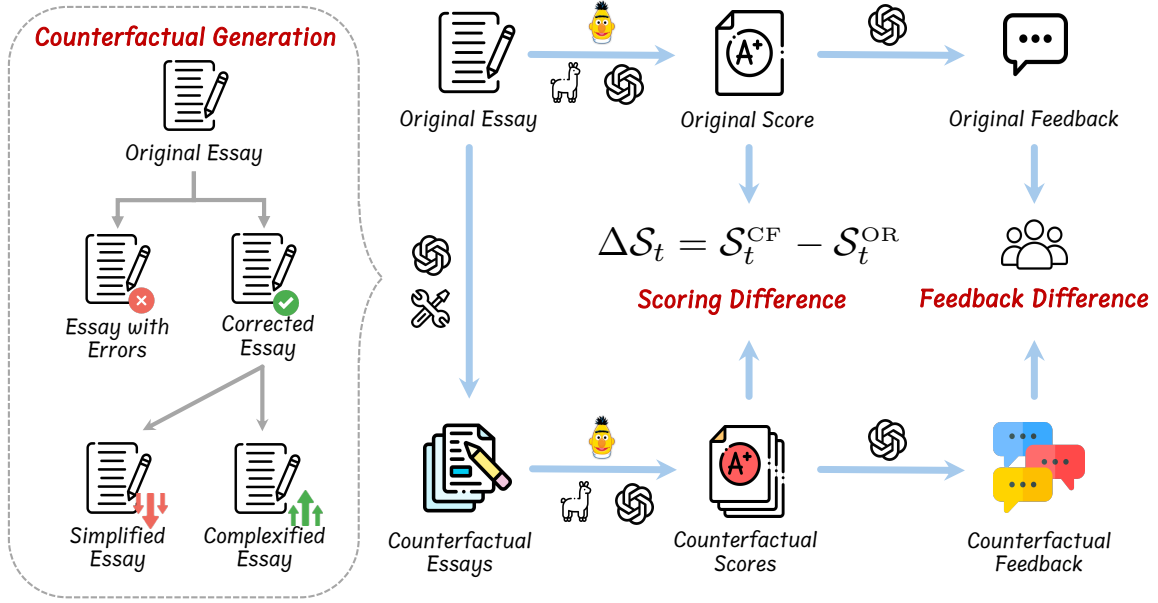 Counterfactual Generation
Original Essay
Essay with
Errors
Corrected
Essay
Simplified
Essay
Complexified
Essay
Original Essay
A+
Original Score
Original Feedback
ΔS_t = S_t^CF − S_t^OR
Scoring Difference
Feedback Difference
Counterfactual
Essays
A+
Counterfactual
Scores
Counterfactual
Feedback